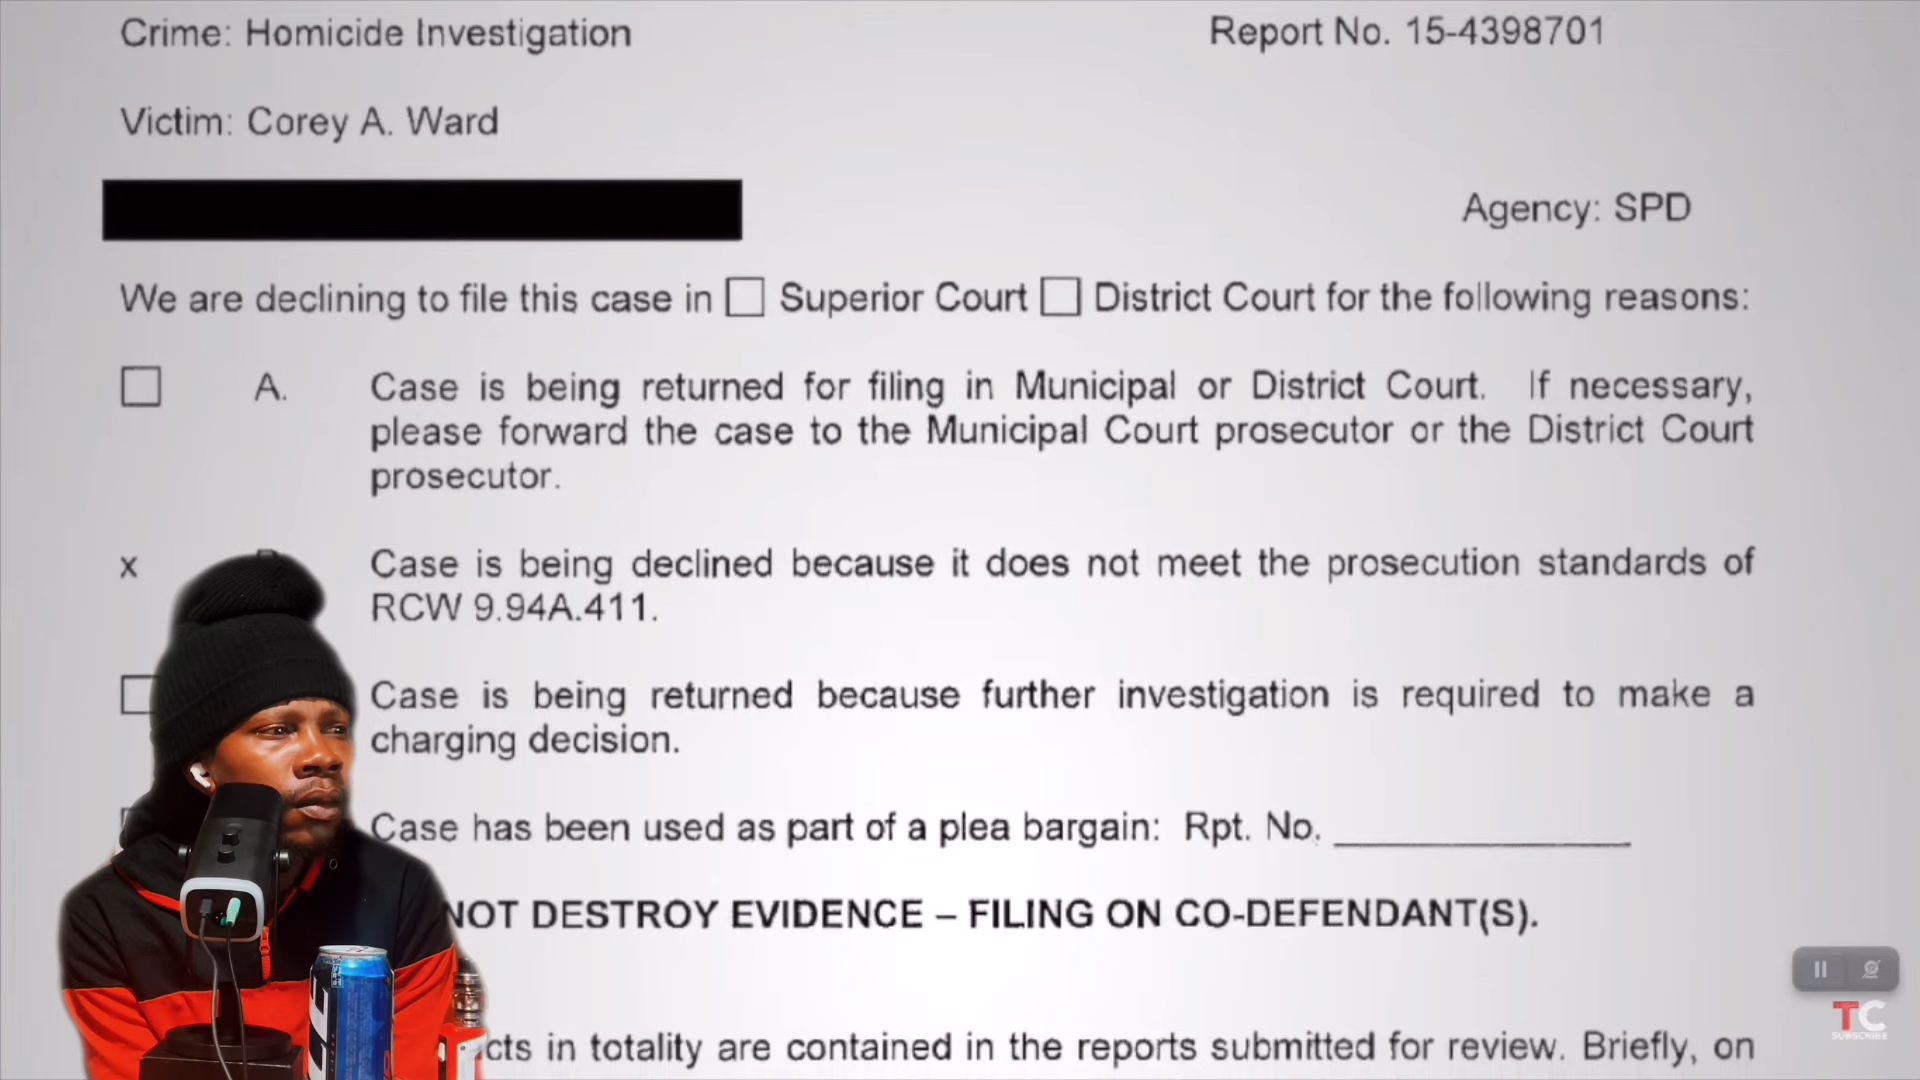 Crime: Homicide Investigation Report No. 15-4398701
Victim: Corey A. Ward
Agency: SPD
We are declining to file this case in Superior Court District Court for the following reasons:
A. Case is being returned for filing in Municipal or District Court. If necessary,
please forward the case to the Municipal Court prosecutor or the District Court
prosecutor.
x Case is being declined because it does not meet the prosecution standards of
RCW 9.94A.411.
Case is being returned because further investigation is required to make a
charging decision.
Case has been used as part of a plea bargain: Rpt. No.
NOT DESTROY EVIDENCE – FILING ON CO-DEFENDANT(S).
in totality are contained in the reports submitted for review. Briefly, on
TC
SUBSCRIBE